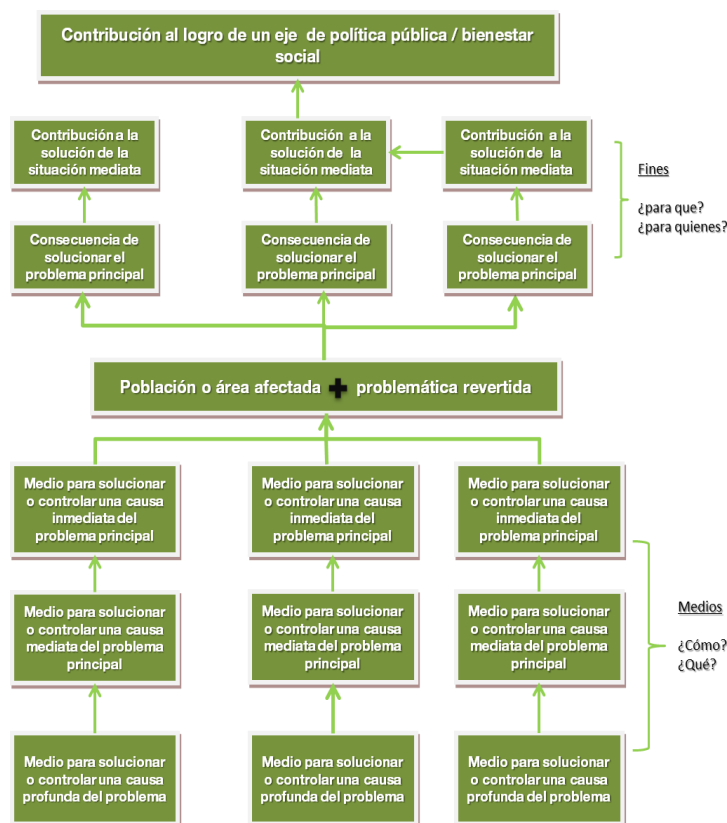 Contribución al logro de un eje de política pública / bienestar
social
Contribución a la
solución de la
situación mediata
Contribución a la
solución de la
situación mediata
Contribución a la
solución de la
situación mediata
Fines
¿para que?
¿para quienes?
Consecuencia de
solucionar el
problema principal
Consecuencia de
solucionar el
problema principal
Consecuencia de
solucionar el
problema principal
Población o área afectada + problemática revertida
Medio para solucionar
o controlar una causa
inmediata del
problema principal
Medio para solucionar
o controlar una causa
inmediata del
problema principal
Medio para solucionar
o controlar una causa
inmediata del
problema principal
Medio para solucionar
o controlar una causa
mediata del problema
principal
Medio para solucionar
o controlar una causa
mediata del problema
principal
Medio para solucionar
o controlar una causa
mediata del problema
principal
Medios
¿Cómo?
¿Qué?
Medio para solucionar
o controlar una causa
profunda del problema
Medio para solucionar
o controlar una causa
profunda del problema
Medio para solucionar
o controlar una causa
profunda del problema